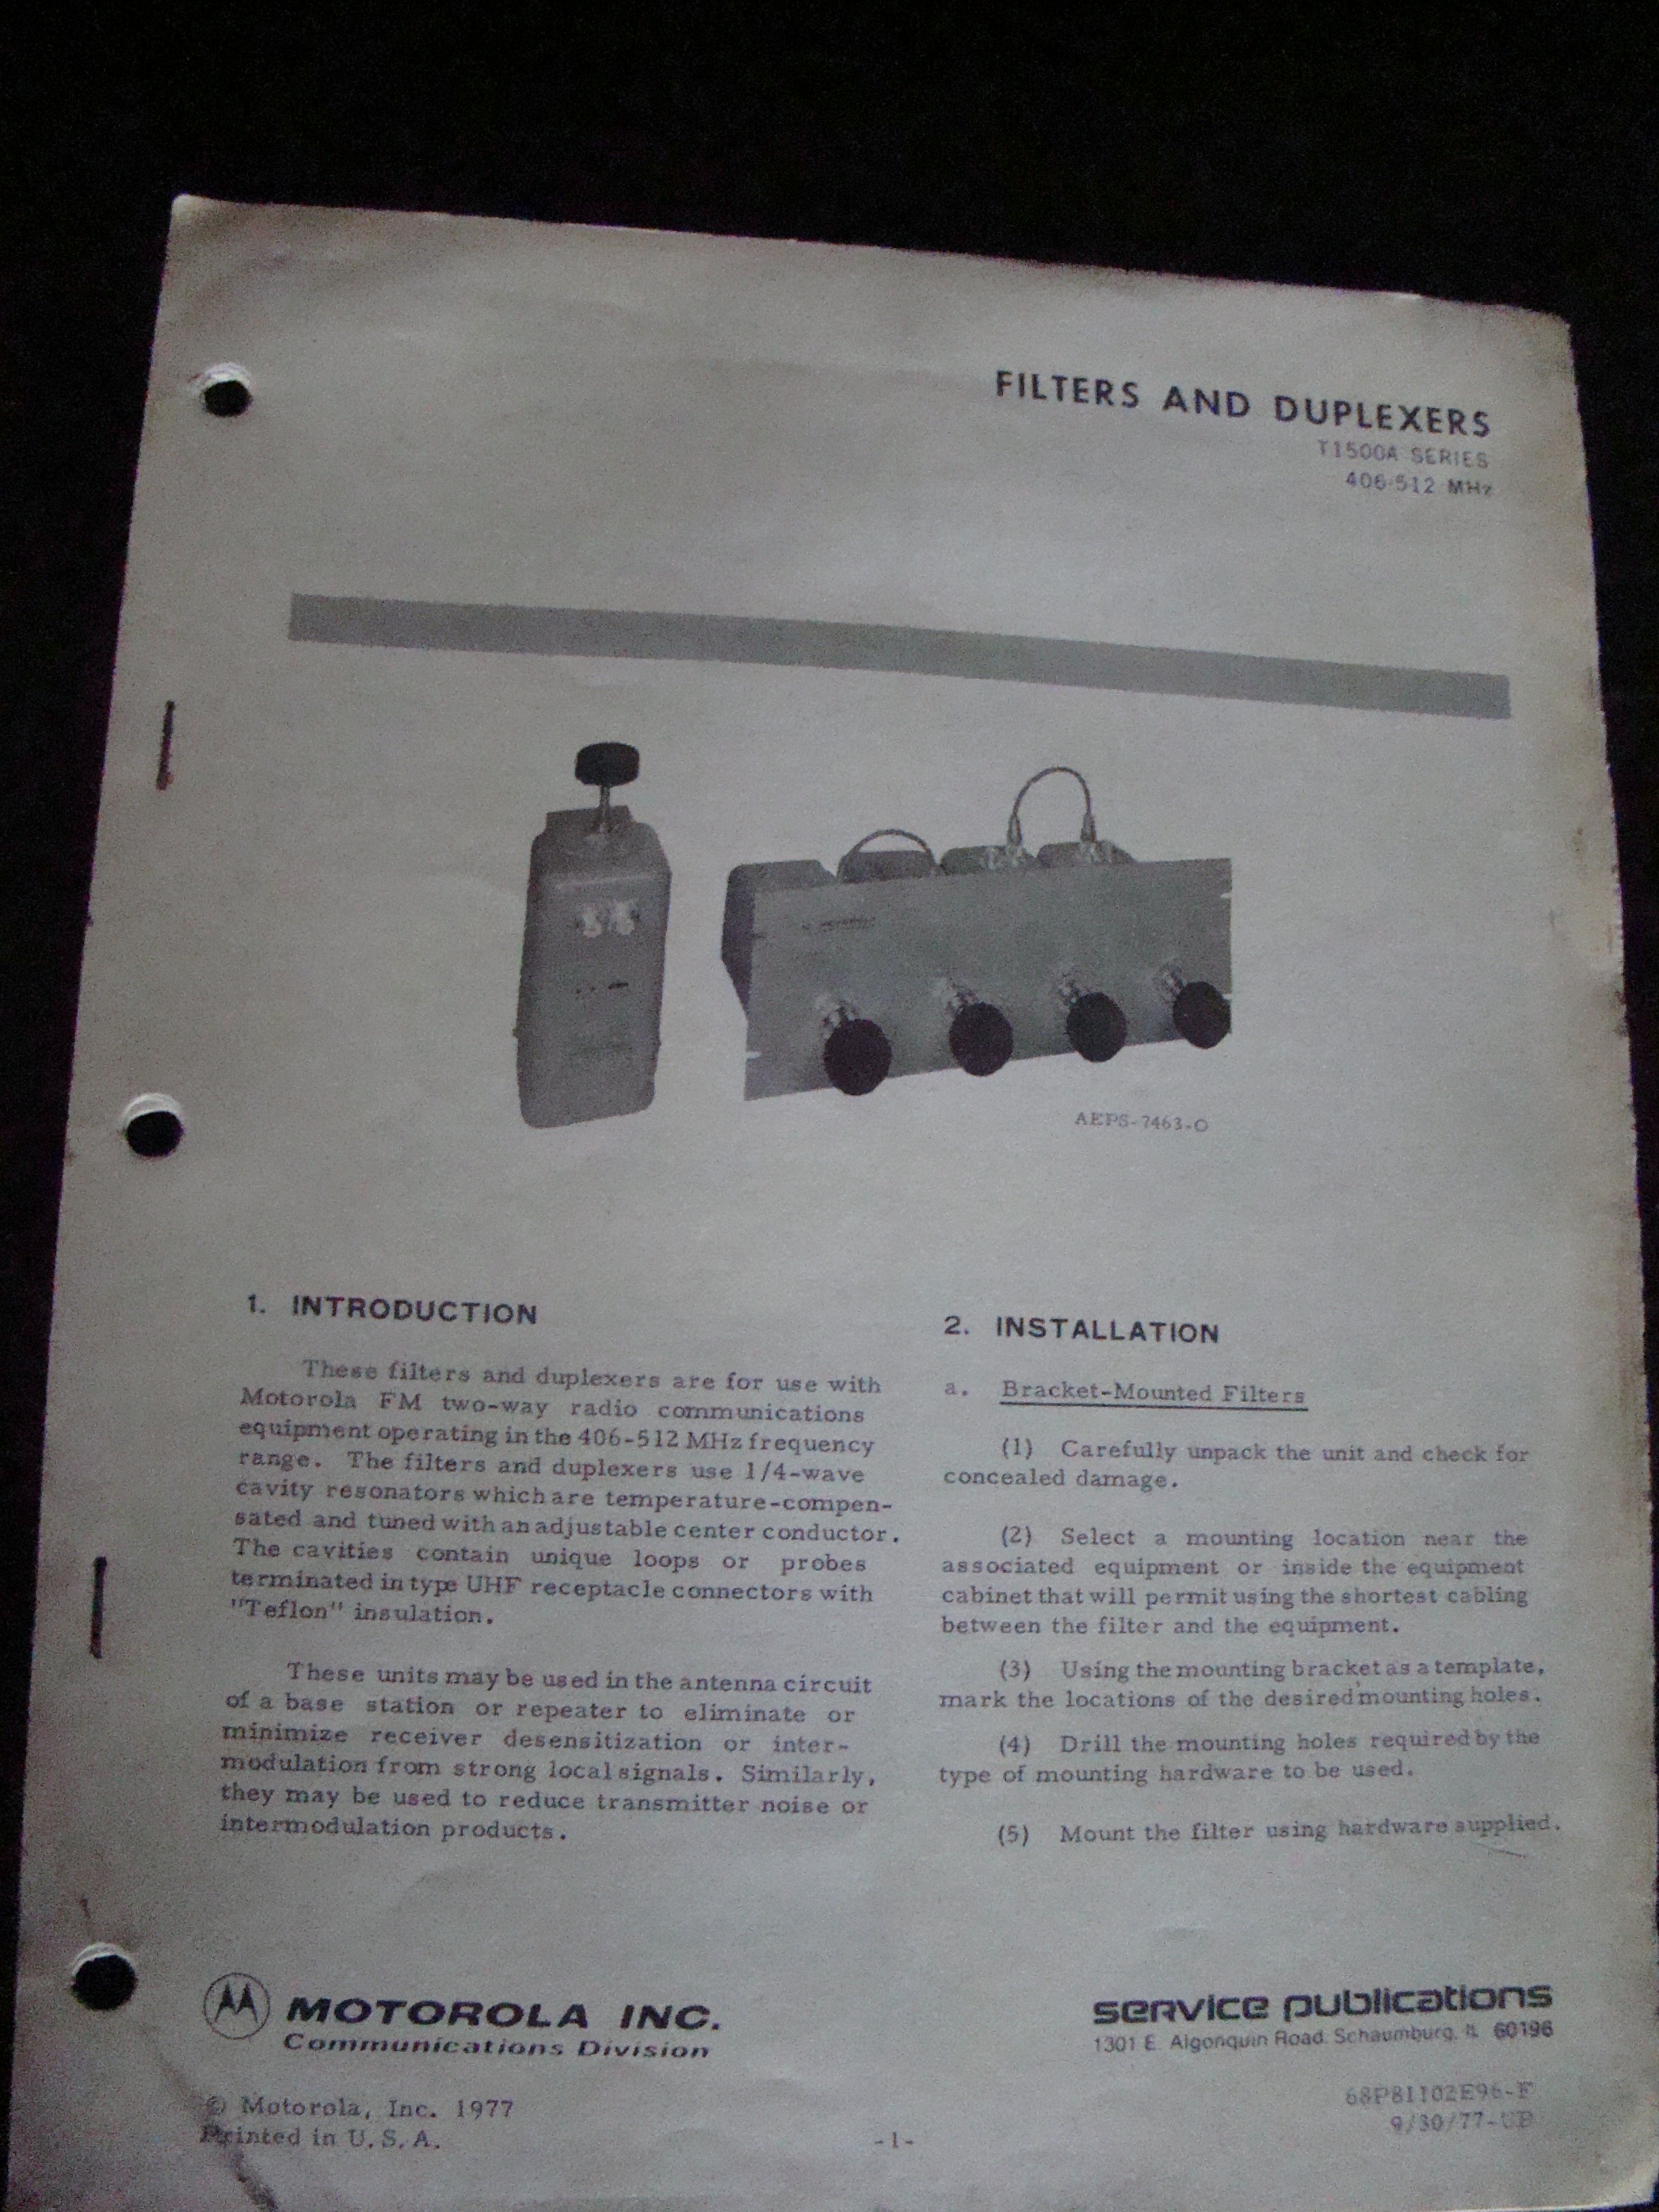 FILTERS AND DUPLEXERS
T1500A SERIES
406-512 MHz
AEPS-7463-O
1. INTRODUCTION
These filters and duplexers are for use with
Motorola FM two-way radio communications
equipment operating in the 406-512 MHz frequency
range. The filters and duplexers use 1/4-wave
cavity resonators which are temperature-compen-
sated and tuned with an adjustable center conductor.
The cavities contain unique loops or probes
terminated in type UHF receptacle connectors with
"Teflon" insulation.
These units may be used in the antenna circuit
of a base station or repeater to eliminate or
minimize receiver desensitization or inter-
modulation from strong local signals. Similarly,
they may be used to reduce transmitter noise or
intermodulation products.
2. INSTALLATION
a. Bracket-Mounted Filters
(1) Carefully unpack the unit and check for
concealed damage.
(2) Select a mounting location near the
associated equipment or inside the equipment
cabinet that will permit using the shortest cabling
between the filter and the equipment.
(3) Using the mounting bracket as a template,
mark the locations of the desired mounting holes.
(4) Drill the mounting holes required by the
type of mounting hardware to be used.
(5) Mount the filter using hardware supplied.
MOTOROLA INC.
Communications Division
service publications
1301 E. Algonquin Road, Schaumburg, IL 60196
© Motorola, Inc. 1977
Printed in U.S.A.
-1-
68P81102E96-F
9/30/77-UP